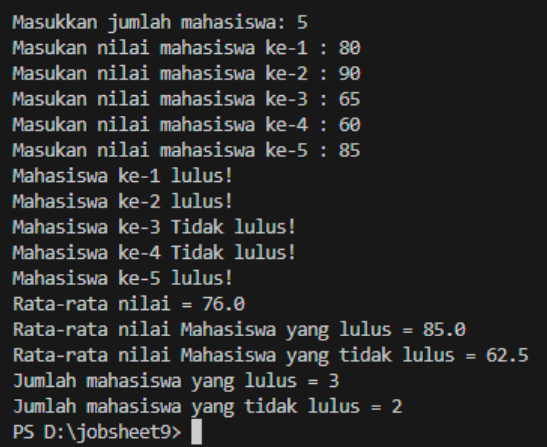 Masukkan jumlah mahasiswa: 5
Masukan nilai mahasiswa ke-1 : 80
Masukan nilai mahasiswa ke-2 : 90
Masukan nilai mahasiswa ke-3 : 65
Masukan nilai mahasiswa ke-4 : 60
Masukan nilai mahasiswa ke-5 : 85
Mahasiswa ke-1 lulus!
Mahasiswa ke-2 lulus!
Mahasiswa ke-3 Tidak lulus!
Mahasiswa ke-4 Tidak lulus!
Mahasiswa ke-5 lulus!
Rata-rata nilai = 76.0
Rata-rata nilai Mahasiswa yang lulus = 85.0
Rata-rata nilai Mahasiswa yang tidak lulus = 62.5
Jumlah mahasiswa yang lulus = 3
Jumlah mahasiswa yang tidak lulus = 2
PS D:\jobsheet9>